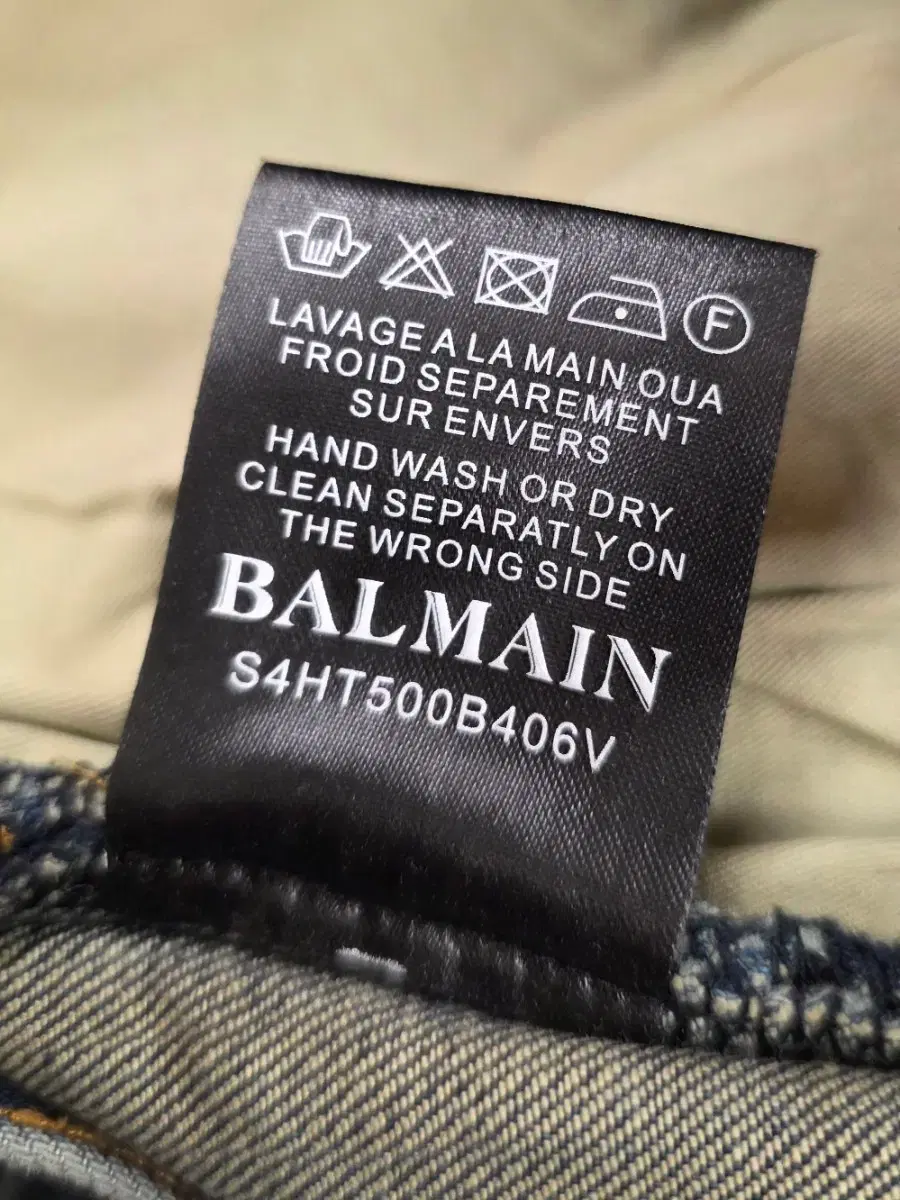 F
LAVAGE A LA MAIN OUA
FROID SEPAREMENT
SUR ENVERS
HAND WASH OR DRY
CLEAN SEPARATLY ON
THE WRONG SIDE
BALMAIN
S4HT500B406V